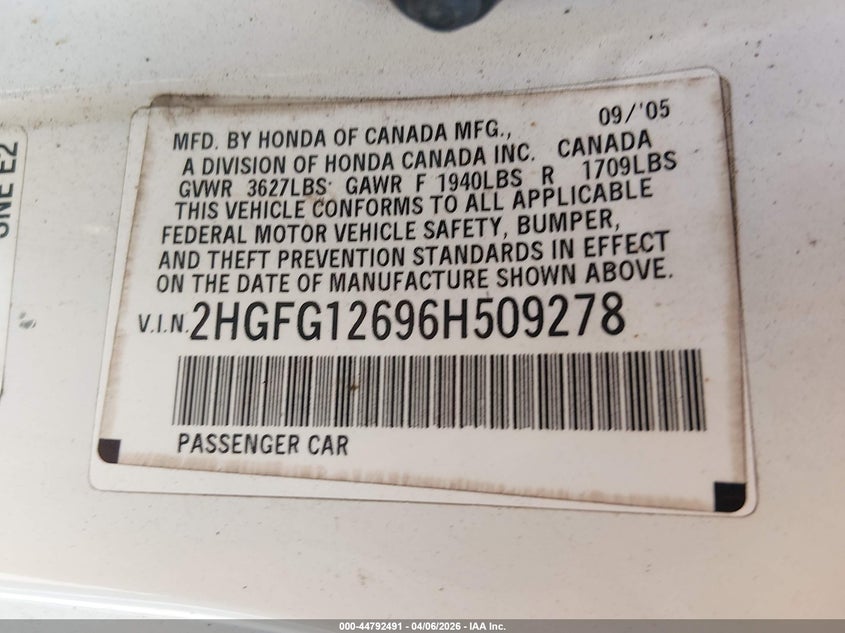 09/'05
MFD. BY HONDA OF CANADA MFG.,
A DIVISION OF HONDA CANADA INC. CANADA
GVWR 3627LBS GAWR F 1940LBS R 1709LBS
THIS VEHICLE CONFORMS TO ALL APPLICABLE
FEDERAL MOTOR VEHICLE SAFETY, BUMPER,
AND THEFT PREVENTION STANDARDS IN EFFECT
ON THE DATE OF MANUFACTURE SHOWN ABOVE.
V.I.N. 2HGFG12696H509278
PASSENGER CAR
000-44792491 - 04/06/2026 - IAA Inc.